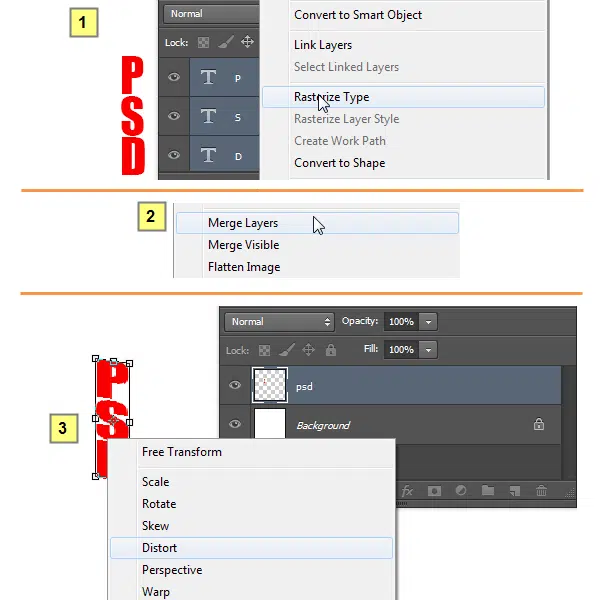 1
Normal
Lock:
P
S
D
P
S
D
Convert to Smart Object
Link Layers
Select Linked Layers
Rasterize Type
Rasterize Layer Style
Create Work Path
Convert to Shape
2
Merge Layers
Merge Visible
Flatten Image
3
PS
Normal
Opacity: 100%
Lock:
Fill: 100%
psd
Background
fx
Free Transform
Scale
Rotate
Skew
Distort
Perspective
Warp